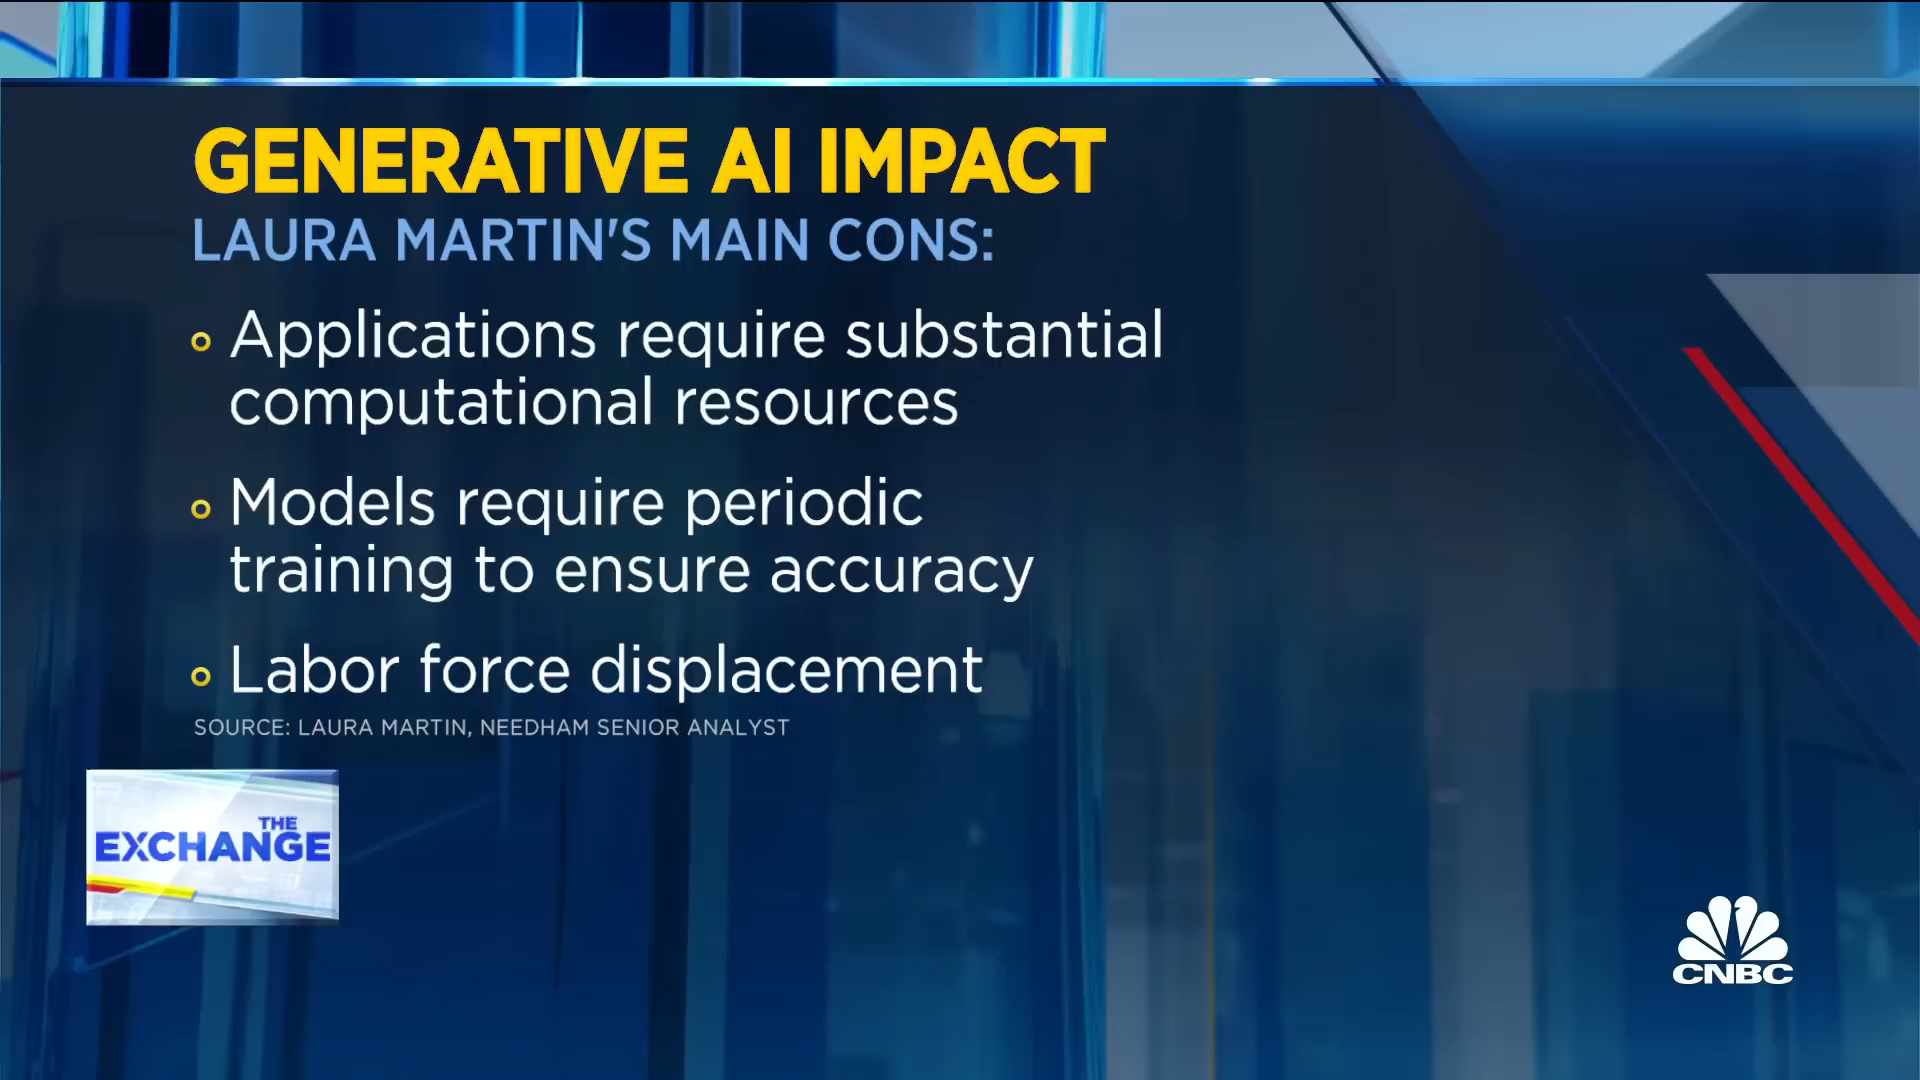 GENERATIVE AI IMPACT
LAURA MARTIN'S MAIN CONS:
Applications require substantial
computational resources
Models require periodic
training to ensure accuracy
Labor force displacement
SOURCE: LAURA MARTIN, NEEDHAM SENIOR ANALYST
THE
EXCHANGE
CNBC